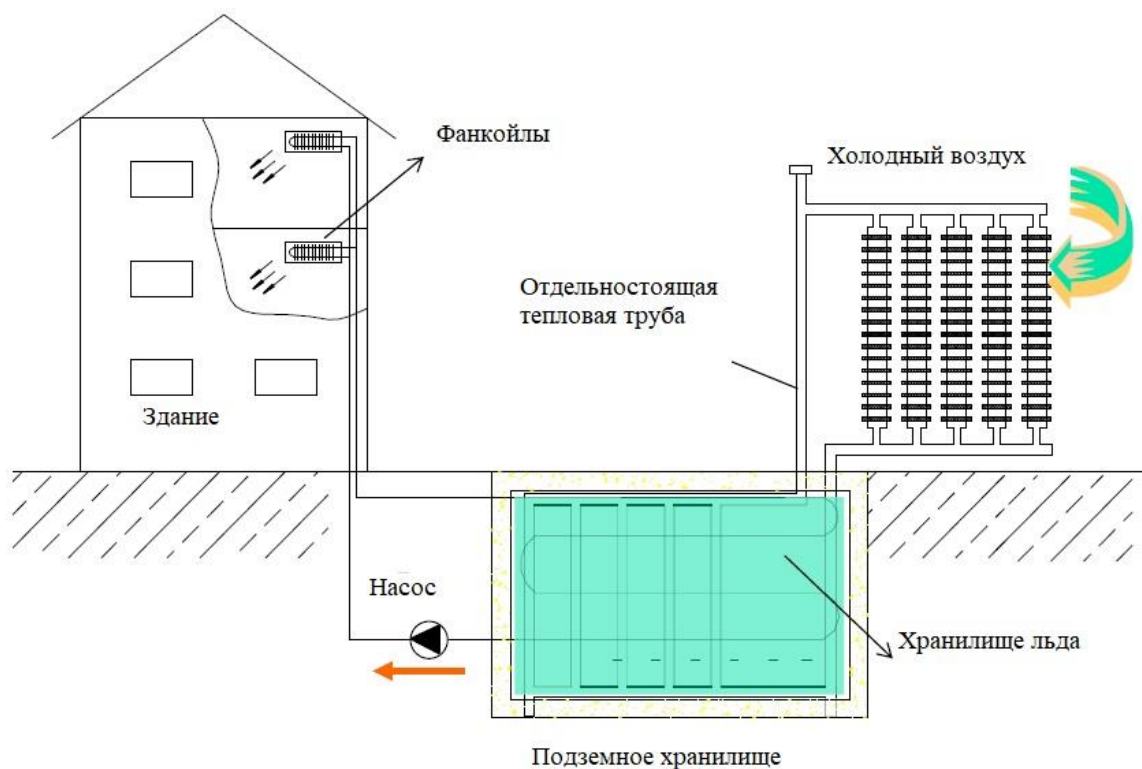 Фанкойлы
Холодный воздух
Отдельностоящая
тепловая труба
Здание
Насос
Хранилище льда
Подземное хранилище